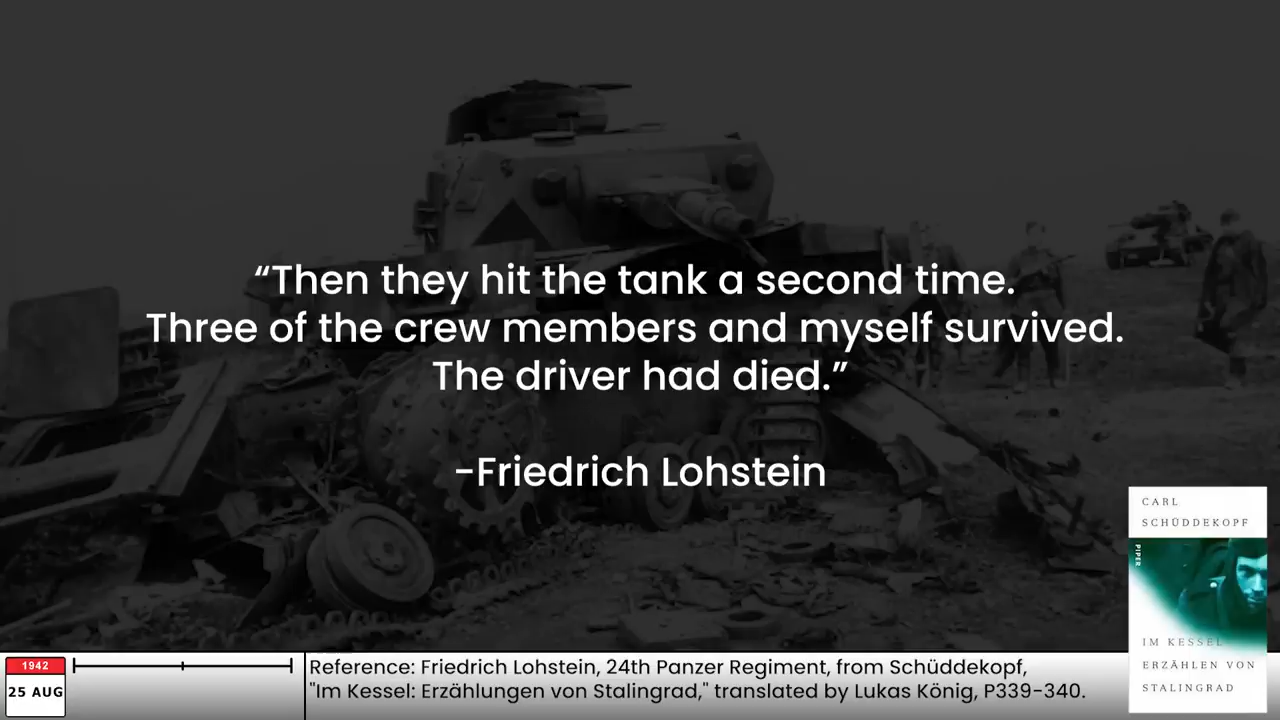 “Then they hit the tank a second time.
Three of the crew members and myself survived.
The driver had died.”
-Friedrich Lohstein
CARL
SCHÜDDEKOPF
PIPER
IM KESSEL
ERZÄHLEN VON
STALINGRAD
1942
25 AUG
Reference: Friedrich Lohstein, 24th Panzer Regiment, from Schüddekopf,
"Im Kessel: Erzählungen von Stalingrad," translated by Lukas König, P339-340.